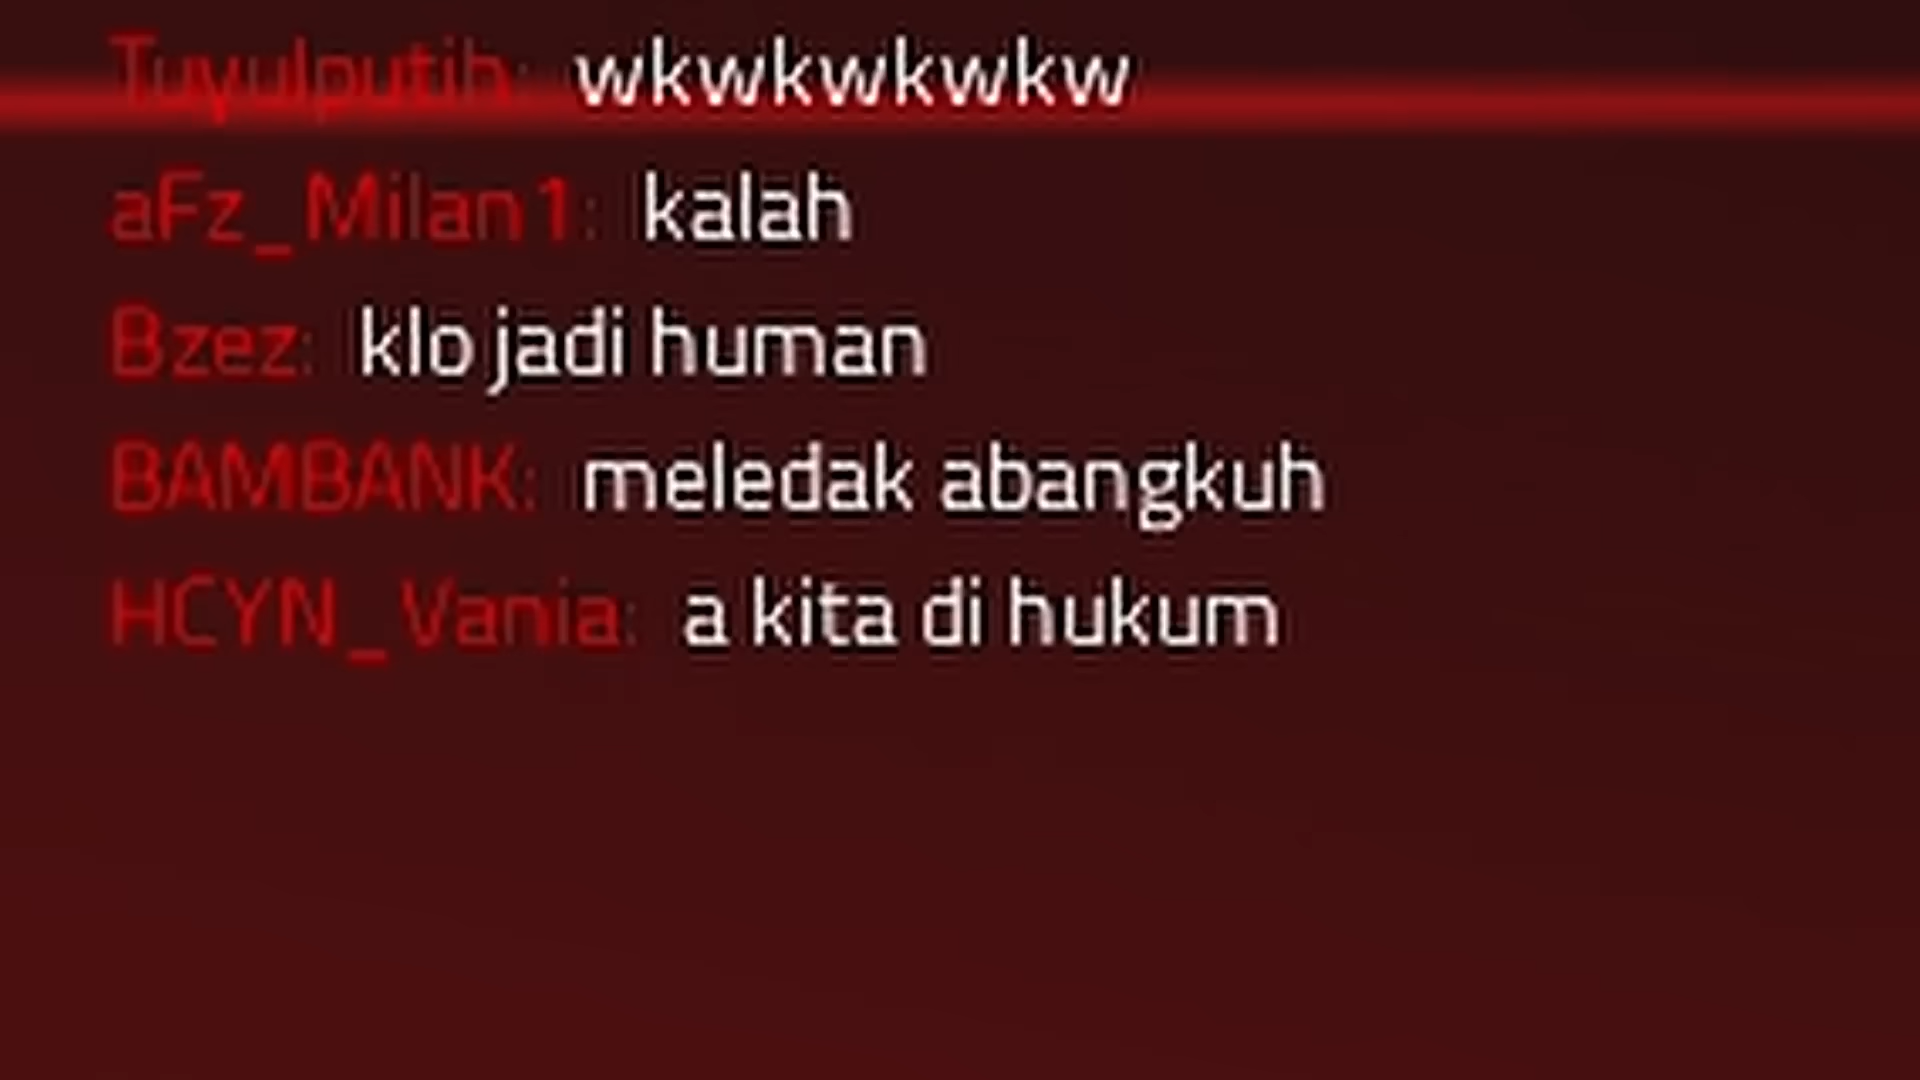 Tuyulputih: wkwkwkwkw
aFz_Milan1: kalah
Bzez: klo jadi human
BAMBANK: meledak abangkuh
HCYN_Vania: a kita di hukum